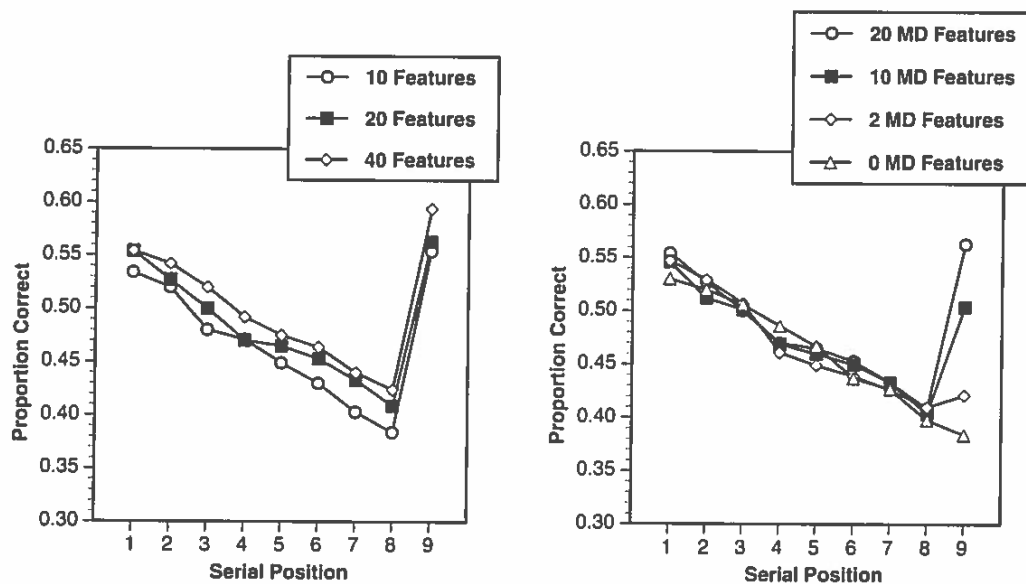 10 Features
20 Features
40 Features
Proportion Correct
0.65
0.60
0.55
0.50
0.45
0.40
0.35
0.30
1 2 3 4 5 6 7 8 9
Serial Position
20 MD Features
10 MD Features
2 MD Features
0 MD Features
Proportion Correct
0.65
0.60
0.55
0.50
0.45
0.40
0.35
0.30
1 2 3 4 5 6 7 8 9
Serial Position